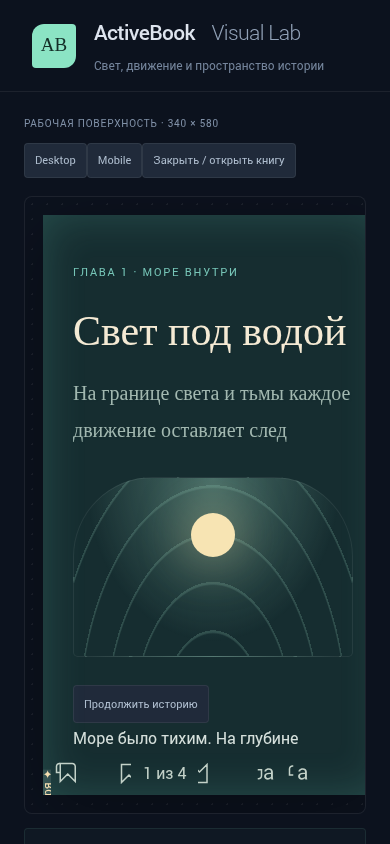 AB
ActiveBook Visual Lab
Свет, движение и пространство истории
РАБОЧАЯ ПОВЕРХНОСТЬ · 340 × 580
Desktop
Mobile
Закрыть / открыть книгу
ГЛАВА 1 · МОРЕ ВНУТРИ
Свет под водой
На границе света и тьмы каждое
движение оставляет след
Продолжить историю
Море было тихим. На глубине
1 из 4